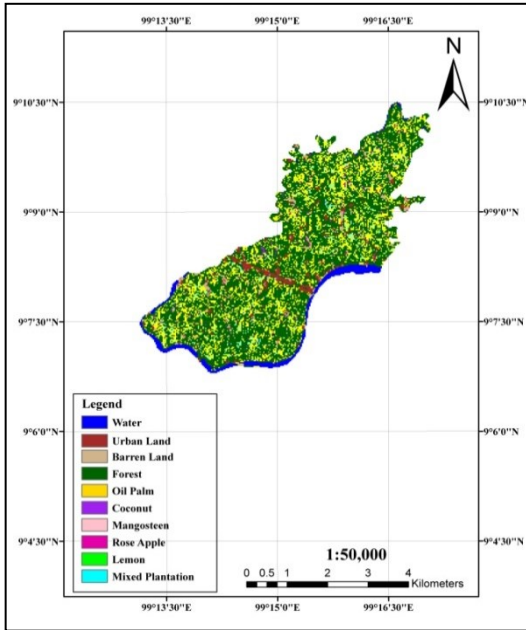 99°13'30"E 99°15'0"E 99°16'30"E
N
9°10'30"N 9°10'30"N
9°9'0"N 9°9'0"N
9°7'30"N 9°7'30"N
9°6'0"N 9°6'0"N
9°4'30"N 9°4'30"N
Legend
Water
Urban Land
Barren Land
Forest
Oil Palm
Coconut
Mangosteen
Rose Apple
Lemon
Mixed Plantation
1:50,000
0 0.5 1 2 3 4
Kilometers
99°13'30"E 99°15'0"E 99°16'30"E